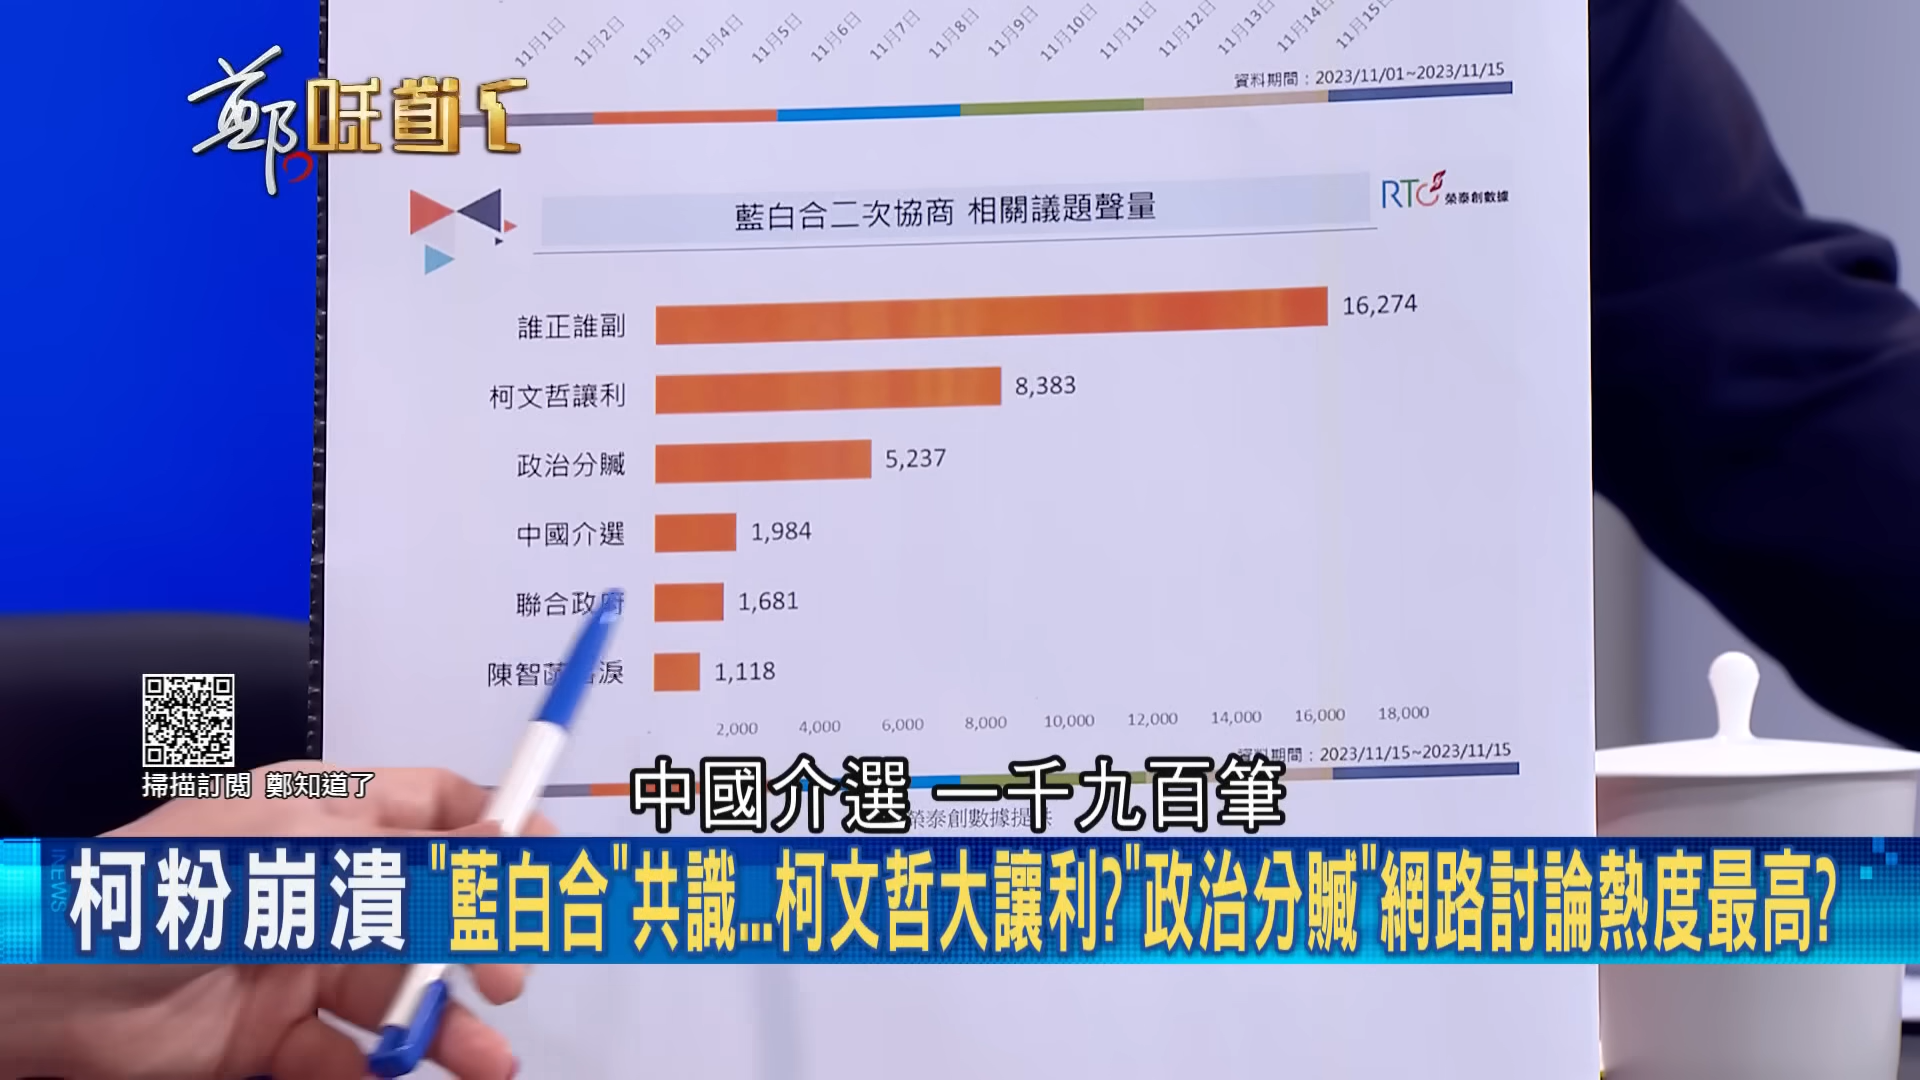 11月1日 11月2日 11月3日 11月4日 11月5日 11月6日 11月7日 11月8日 11月9日 11月10日 11月11日 11月12日 11月13日 11月14日 11月15日
資料期間：2023/11/01~2023/11/15
鄭
藍白合二次協商 相關議題聲量
RTC 榮泰創數據
誰正誰副 16,274
柯文哲讓利 8,383
政治分贓 5,237
中國介選 1,984
聯合政府 1,681
陳智菡 淚 1,118
2,000 4,000 6,000 8,000 10,000 12,000 14,000 16,000 18,000
資料期間：2023/11/15~2023/11/15
掃描訂閱 鄭知道了
中國介選 一千九百筆
榮泰創數據提供
INEWS
柯粉崩潰 "藍白合"共識...柯文哲大讓利?"政治分贓"網路討論熱度最高?